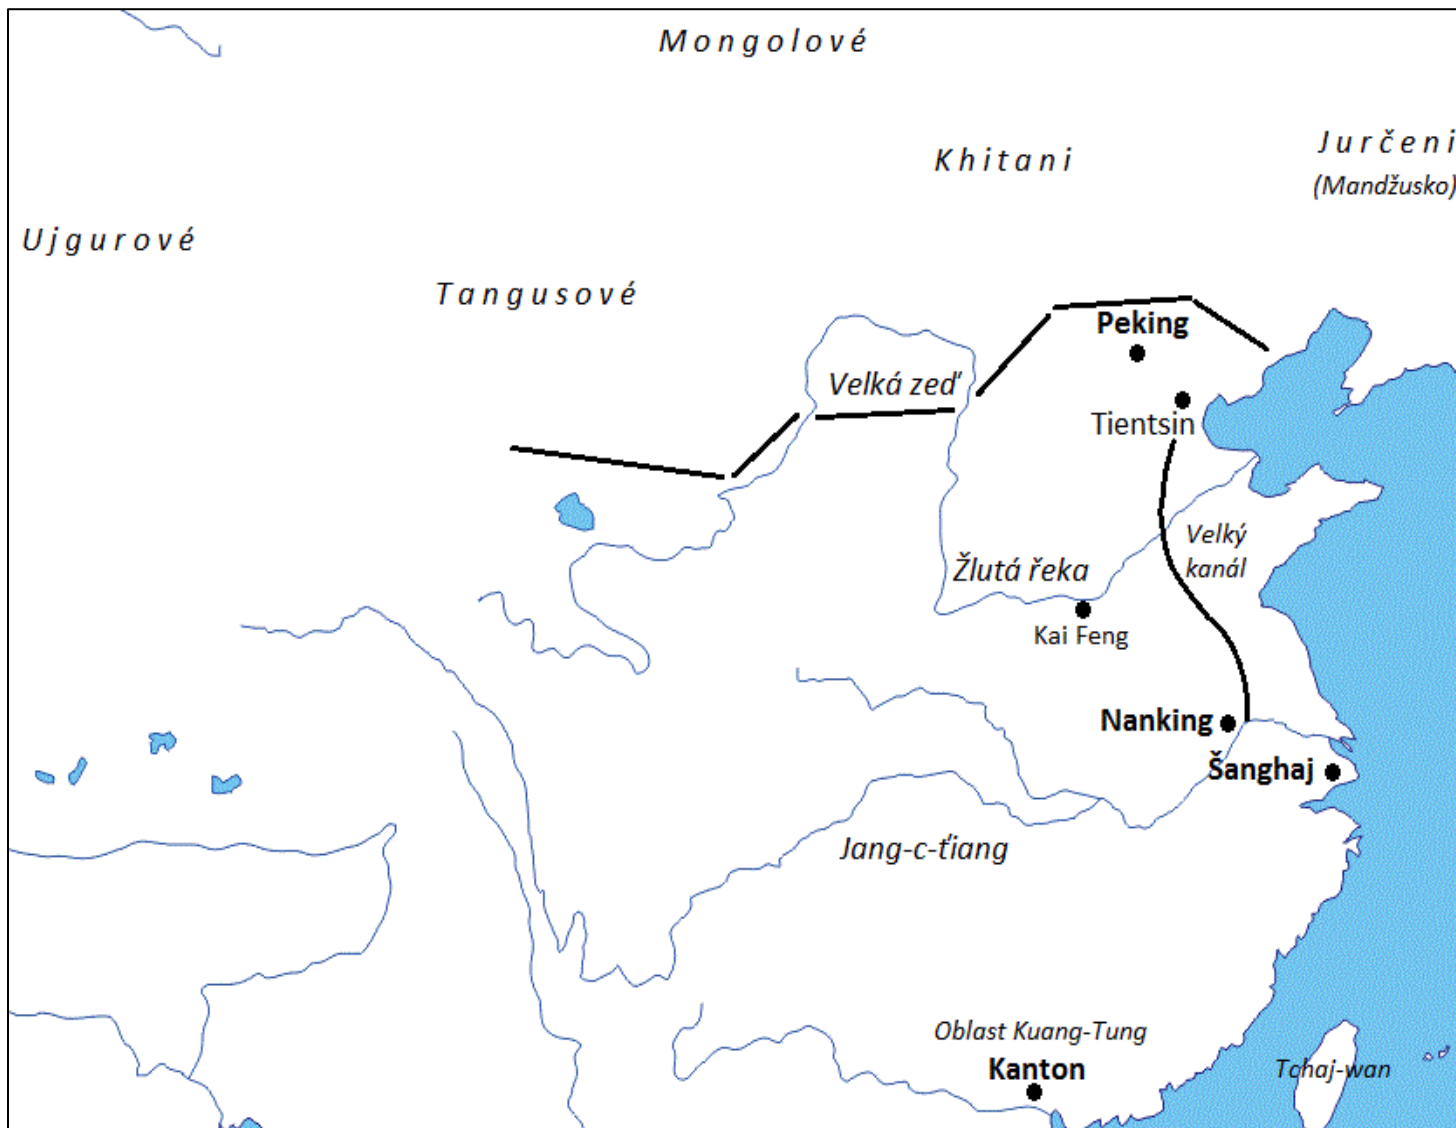 Mongolové
Khitani
Jurčeni
(Mandžusko)
Ujgurové
Tangusové
Peking
Velká zeď
Tientsin
Velký
kanál
Žlutá řeka
Kai Feng
Nanking
Šanghaj
Jang-c-ťiang
Oblast Kuang-Tung
Kanton
Tchaj-wan